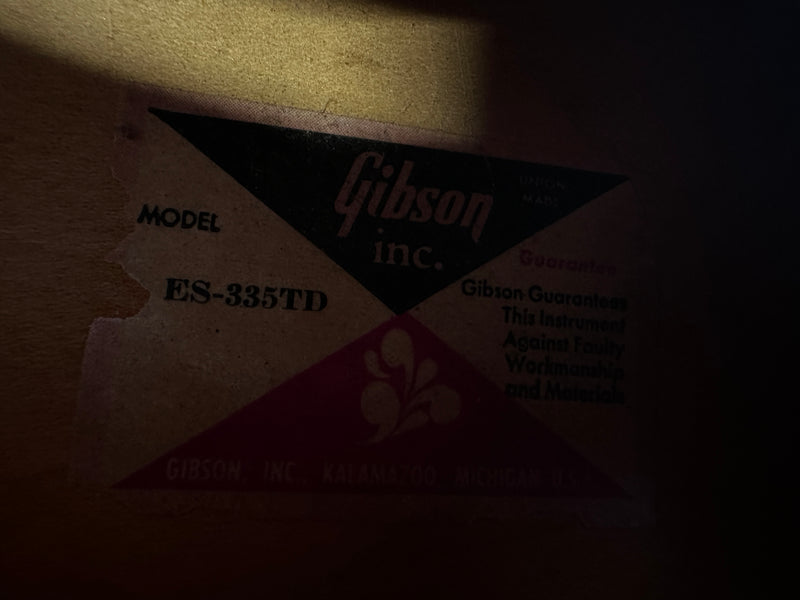 Gibson
inc.
UNION
MADE
MODEL
ES-335TD
Guarantee
Gibson Guarantees
This Instrument
Against Faulty
Workmanship
and Materials
GIBSON, INC., KALAMAZOO, MICHIGAN U.S.